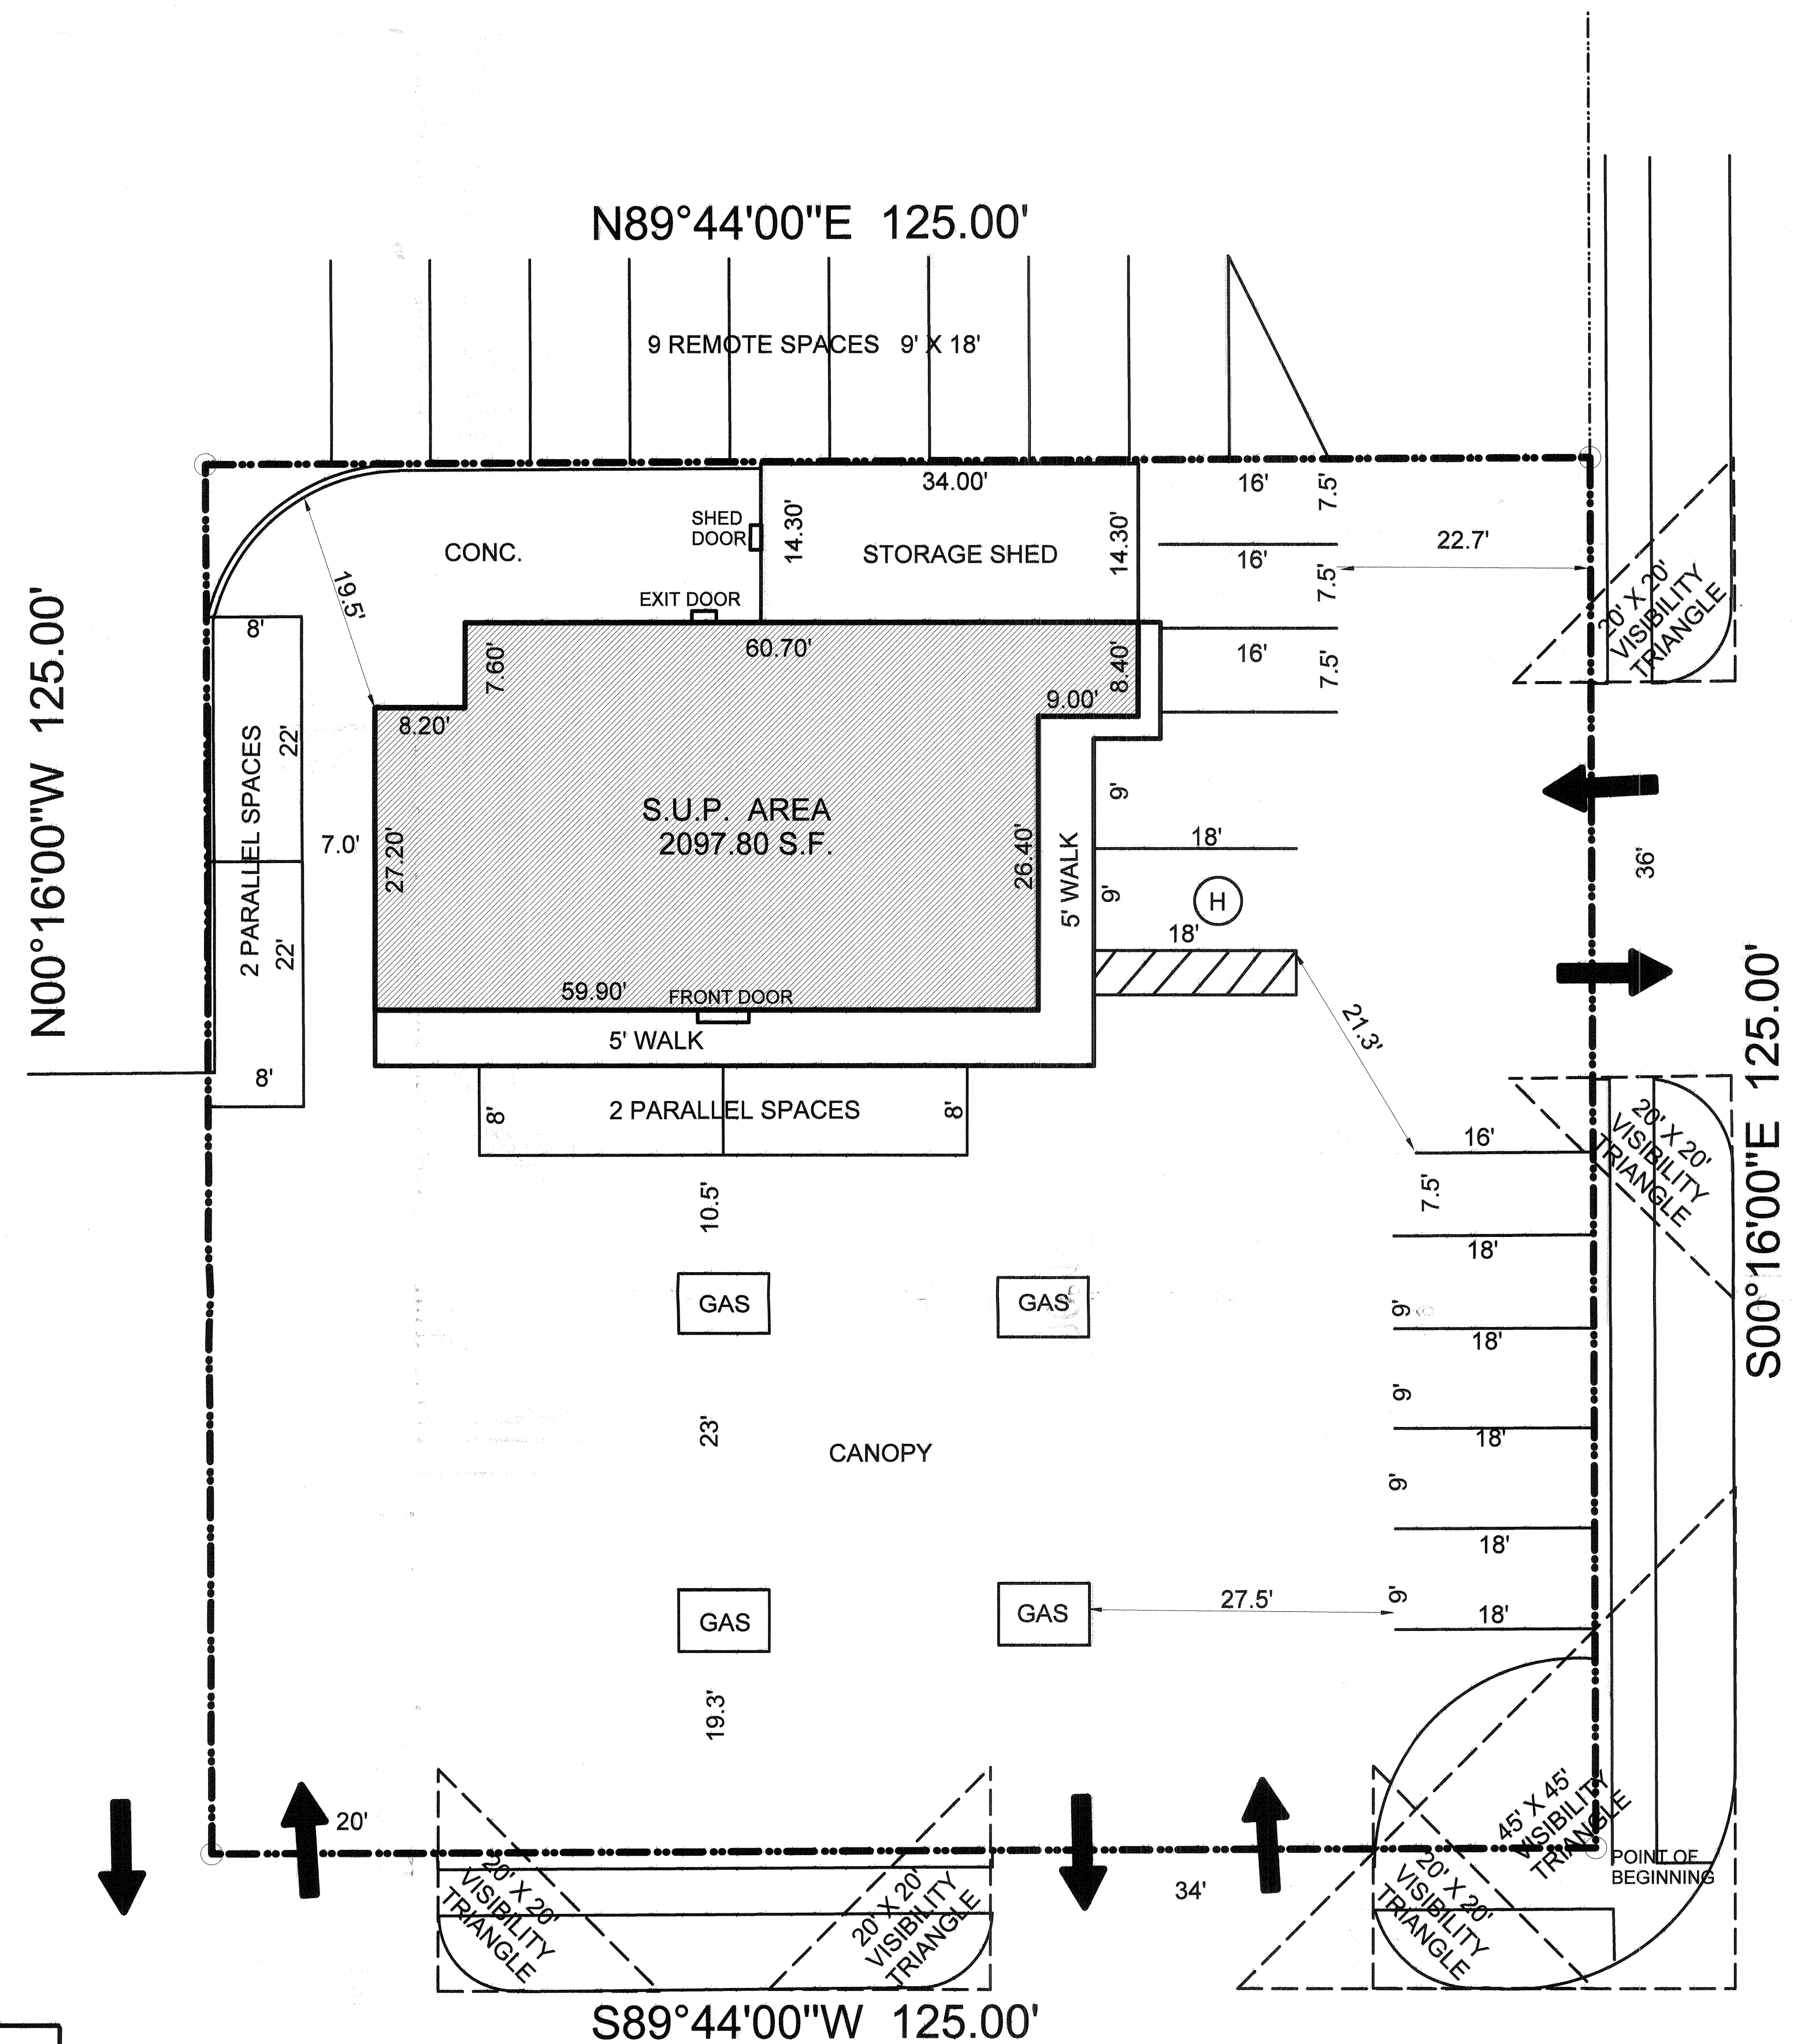 N89°44'00"E 125.00'
9 REMOTE SPACES 9' X 18'
34.00'
16'
7.5'
SHED
DOOR
14.30'
14.30'
CONC.
STORAGE SHED
16'
7.5'
22.7'
19.5'
EXIT DOOR
20' X 20'
VISIBILITY
TRIANGLE
8'
60.70'
7.60'
8.40'
16'
7.5'
9.00'
8.20'
N00°16'00"W 125.00'
2 PARALLEL SPACES
22'
22'
8'
7.0'
27.20'
S.U.P. AREA
2097.80 S.F.
26.40'
5' WALK
9'
18'
9'
H
18'
36'
59.90'
FRONT DOOR
5' WALK
21.3'
8'
2 PARALLEL SPACES
8'
S00°16'00"E 125.00'
20' X 20'
VISIBILITY
TRIANGLE
16'
7.5'
10.5'
18'
GAS
GAS
9'
18'
9'
23'
CANOPY
18'
9'
18'
GAS
GAS
27.5'
9'
18'
19.3'
20'
45' X 45'
VISIBILITY
TRIANGLE
POINT OF
BEGINNING
34'
20' X 20'
VISIBILITY
TRIANGLE
20' X 20'
VISIBILITY
TRIANGLE
20' X 20'
VISIBILITY
TRIANGLE
S89°44'00"W 125.00'